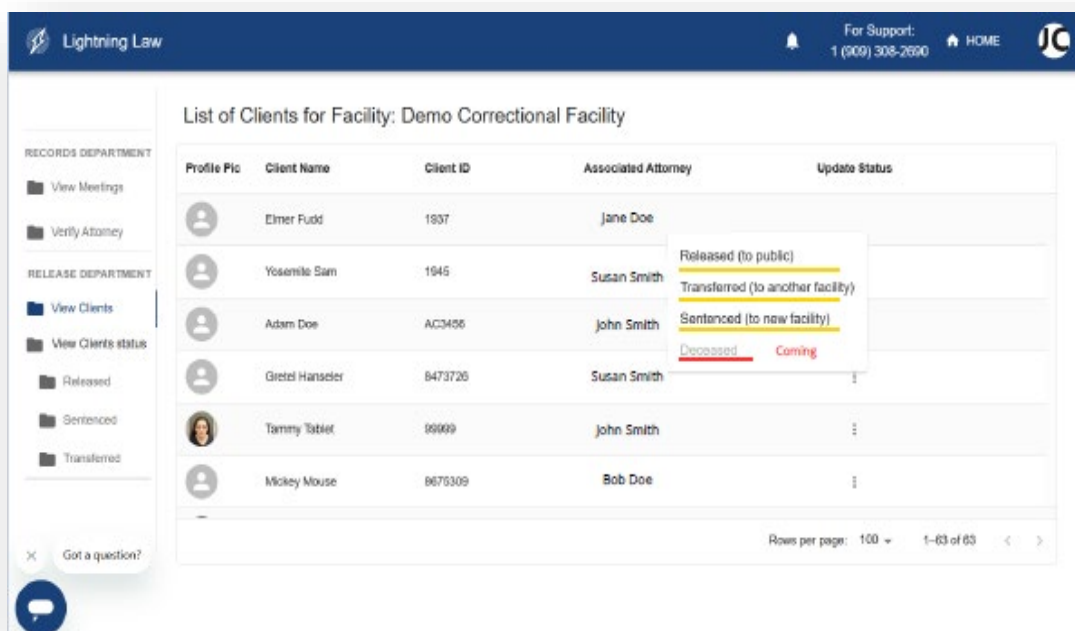 Lightning Law
For Support:
1 (909) 308-2690
HOME
JC
List of Clients for Facility: Demo Correctional Facility
RECORDS DEPARTMENT
View Meetings
Verify Attorney
RELEASE DEPARTMENT
View Clients
View Clients status
Released
Sentenced
Transferred
Profile Pic Client Name Client ID Associated Attorney Update Status
Elmer Fudd 1937 Jane Doe
Yosemite Sam 1945 Susan Smith
Adam Doe AC3456 John Smith
Gretel Hanseler 8473726 Susan Smith
Tammy Tablet 99999 John Smith
Mickey Mouse 8675309 Bob Doe
Released (to public)
Transferred (to another facility)
Sentenced (to new facility)
Deceased Coming
Rows per page: 100 1–63 of 63
Got a question?